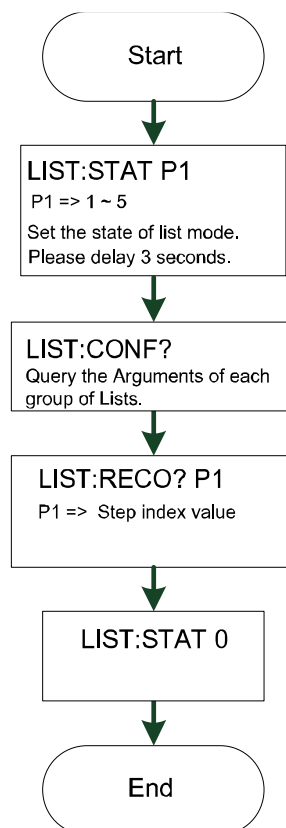 Start
LIST:STAT P1
P1 => 1 ~ 5
Set the state of list mode.
Please delay 3 seconds.
LIST:CONF?
Query the Arguments of each
group of Lists.
LIST:RECO? P1
P1 => Step index value
LIST:STAT 0
End